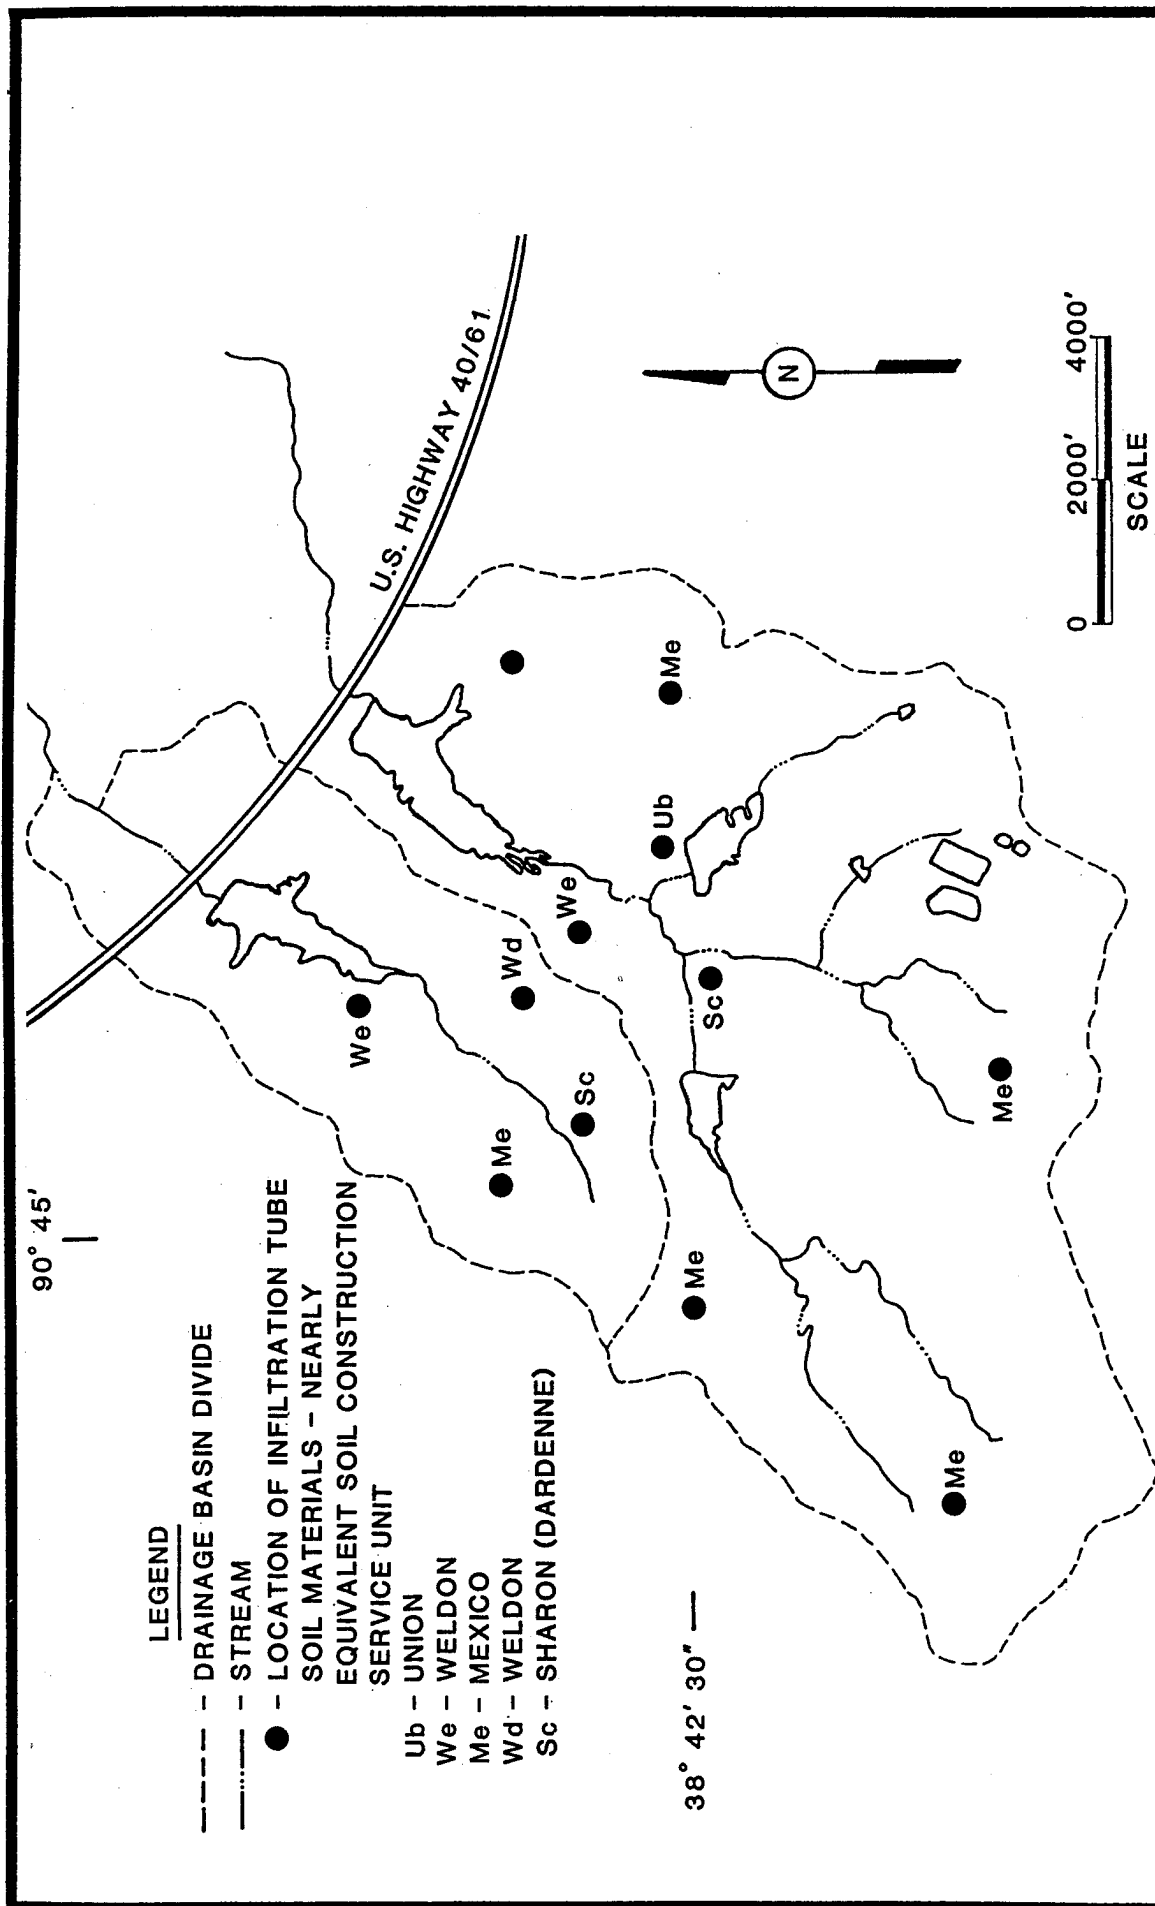 90° 45'
LEGEND
– DRAINAGE BASIN DIVIDE
– STREAM
– LOCATION OF INFILTRATION TUBE
SOIL MATERIALS – NEARLY
EQUIVALENT SOIL CONSTRUCTION
SERVICE UNIT
Ub – UNION
We – WELDON
Me – MEXICO
Wd – WELDON
Sc – SHARON (DARDENNE)
38° 42' 30"
U.S. HIGHWAY 40/61
We
Me
Wd
Sc
We
Me
Ub
Me
Sc
Me
Me
N
0 2000' 4000'
SCALE